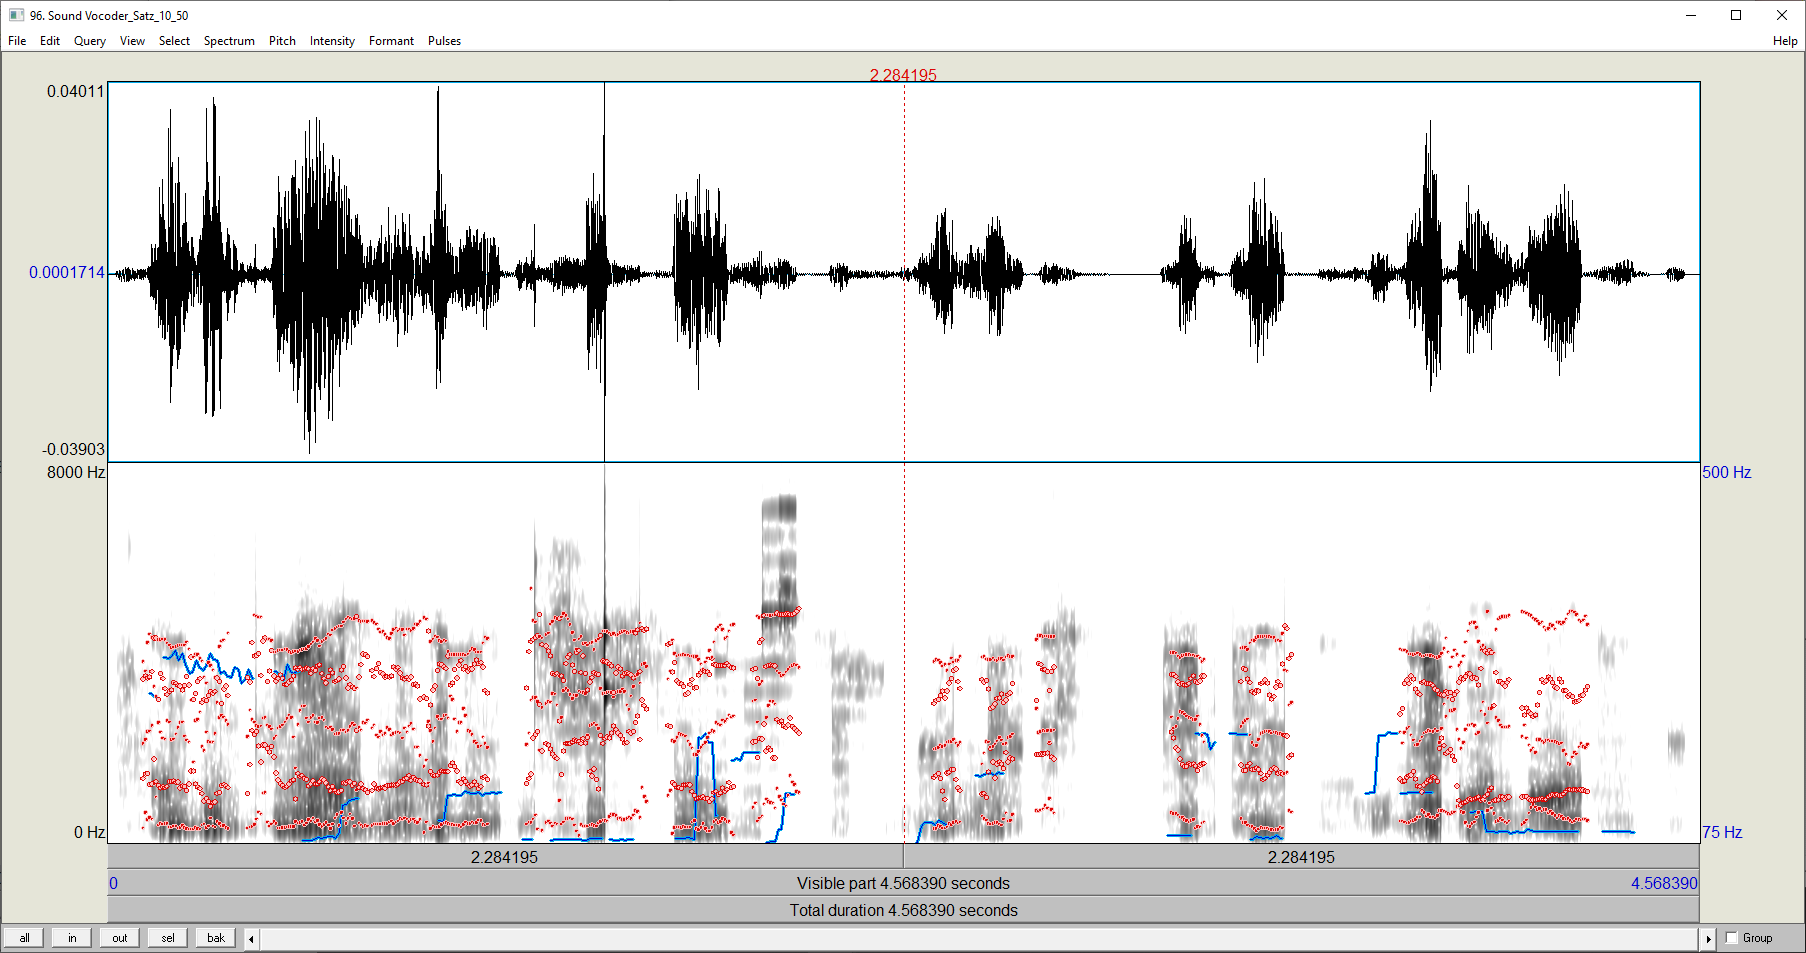 96. Sound Vocoder_Satz_10_50
File Edit Query View Select Spectrum Pitch Intensity Formant Pulses Help
2.284195
0.04011
0.0001714
-0.03903
8000 Hz 500 Hz
0 Hz 75 Hz
2.284195 2.284195
0 Visible part 4.568390 seconds 4.568390
Total duration 4.568390 seconds
all in out sel bak Group